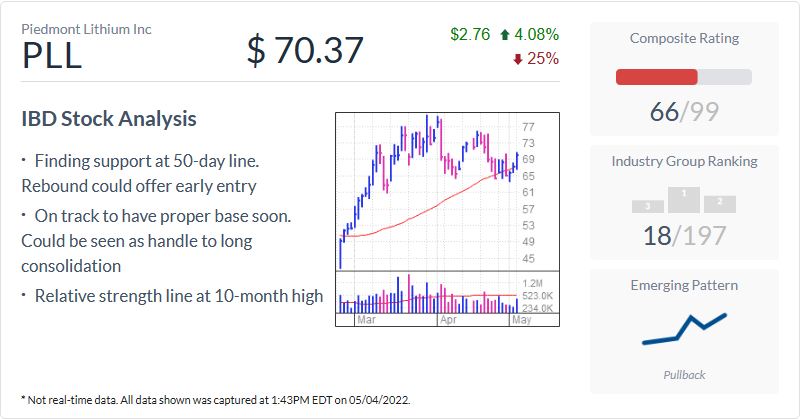 Piedmont Lithium Inc
PLL
$ 70.37
$2.76 4.08%
25%
IBD Stock Analysis
• Finding support at 50-day line.
Rebound could offer early entry
• On track to have proper base soon.
Could be seen as handle to long
consolidation
• Relative strength line at 10-month high
77
73
69
65
61
57
53
49
45
1.2M
523.0K
234.0K
Mar Apr May
Composite Rating
66/99
Industry Group Ranking
3 1 2
18/197
Emerging Pattern
Pullback
* Not real-time data. All data shown was captured at 1:43PM EDT on 05/04/2022.